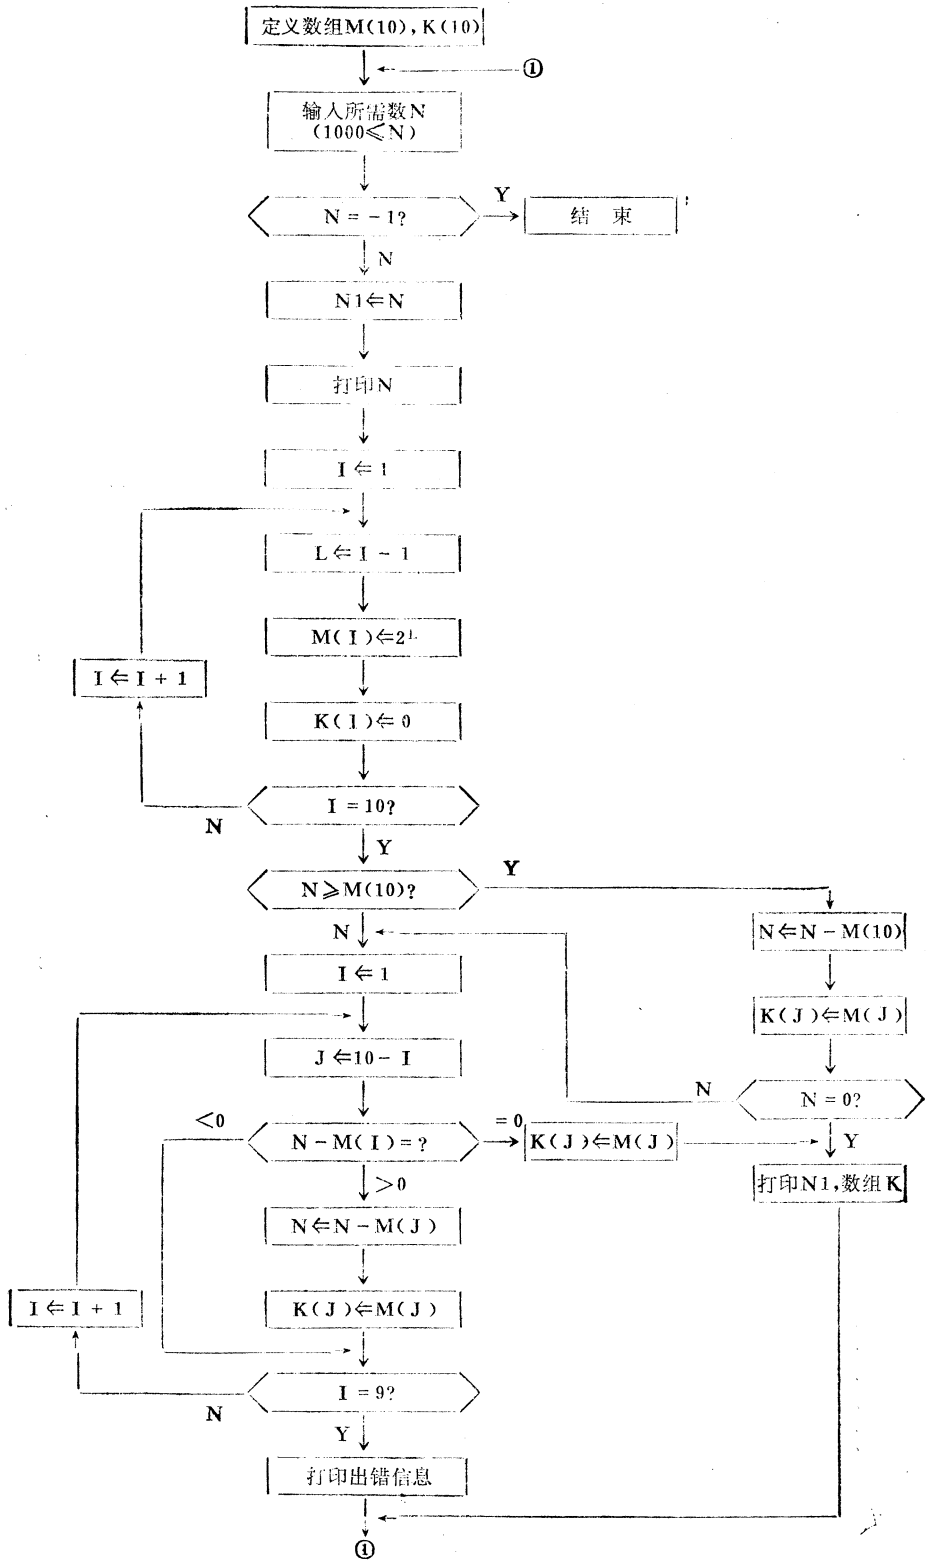 定义数组M(10),K(10)
①
输入所需数N
(1000≤N)
N=-1?
Y
结 束
N
N1⇐N
打印N
I⇐1
L⇐I-1
M(I)⇐2^L
I⇐I+1
K(I)⇐0
I=10?
N
Y
N≥M(10)?
Y
N
N⇐N-M(10)
I⇐1
K(J)⇐M(J)
J⇐10-I
N
N=0?
<0
N-M(I)=?
=0
K(J)⇐M(J)
Y
>0
打印N1,数组K
N⇐N-M(J)
I⇐I+1
K(J)⇐M(J)
I=9?
N
Y
打印出错信息
①